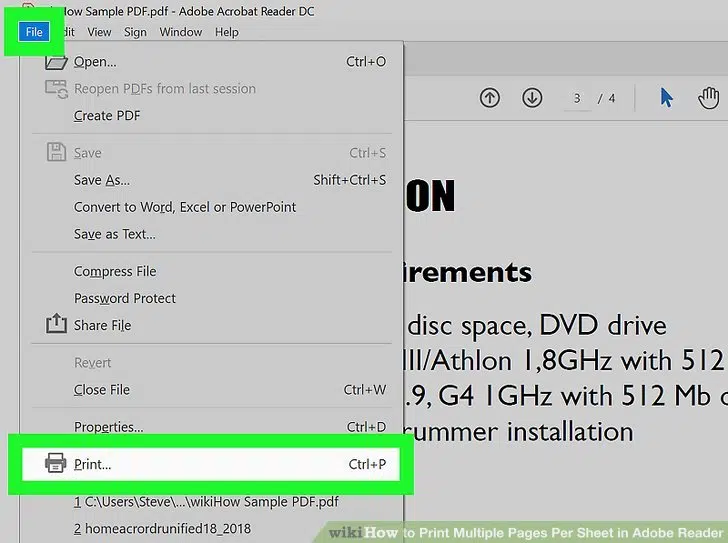 How Sample PDF.pdf - Adobe Acrobat Reader DC
File Edit View Sign Window Help
Open... Ctrl+O
Reopen PDFs from last session
Create PDF
3 / 4
Save Ctrl+S
Save As... Shift+Ctrl+S
ON
Convert to Word, Excel or PowerPoint
Save as Text...
Compress File
irements
Password Protect
Share File
disc space, DVD drive
Revert
III/Athlon 1,8GHz with 512
Close File Ctrl+W
.9, G4 1GHz with 512 Mb
Properties... Ctrl+D
rummer installation
Print... Ctrl+P
1 C:\Users\Steve\...\wikiHow Sample PDF.pdf
2 homeacrordrunified18_2018
wikiHow to Print Multiple Pages Per Sheet in Adobe Reader